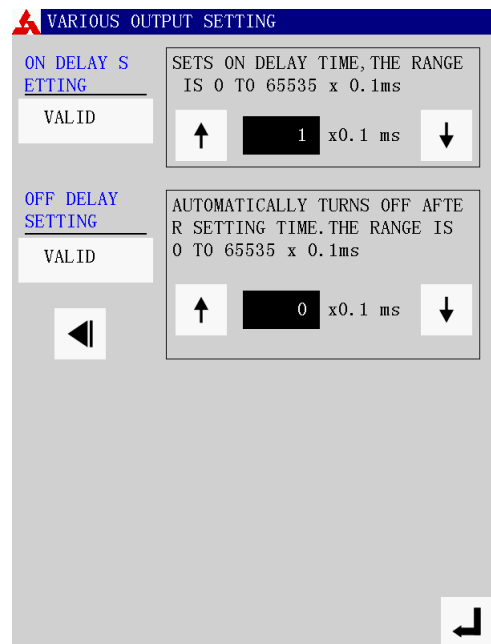 VARIOUS OUTPUT SETTING
ON DELAY S
ETTING
VALID
SETS ON DELAY TIME,THE RANGE
IS 0 TO 65535 x 0.1ms
1 x0.1 ms
OFF DELAY
SETTING
VALID
AUTOMATICALLY TURNS OFF AFTE
R SETTING TIME.THE RANGE IS
0 TO 65535 x 0.1ms
0 x0.1 ms